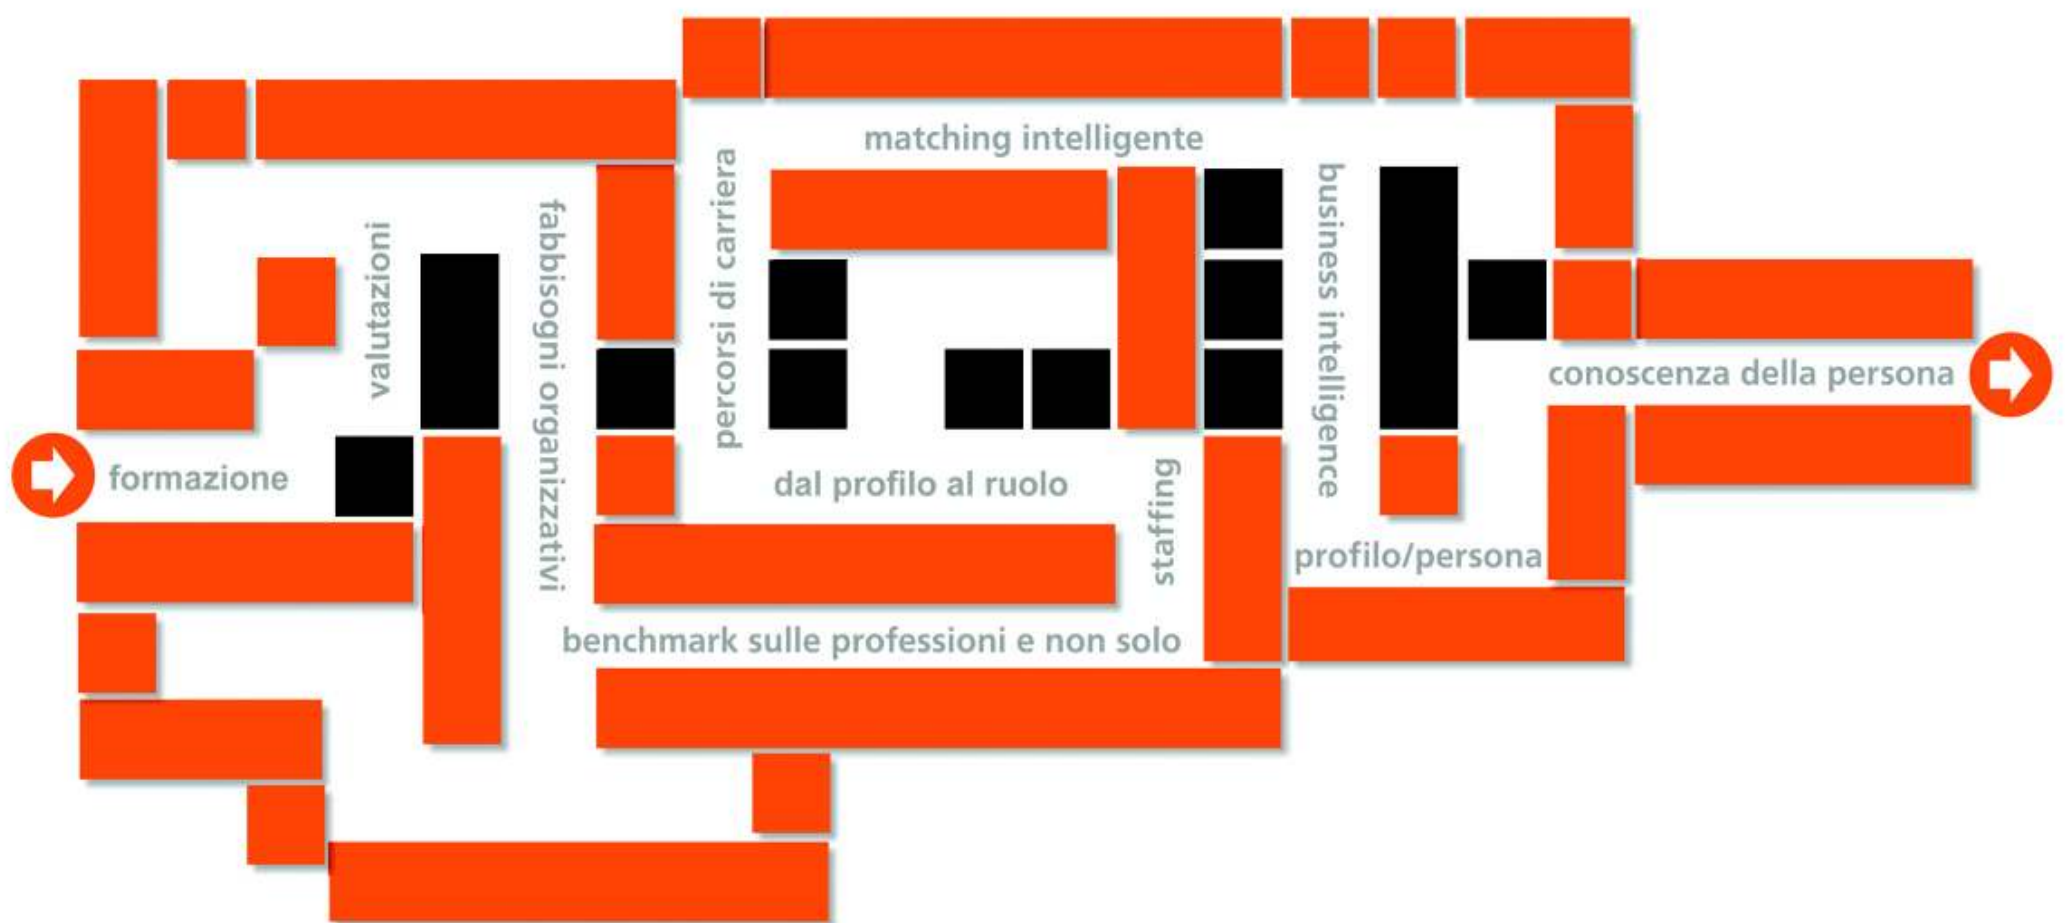 matching intelligente
percorsi di carriera
business intelligence
fabbisogni organizzativi
valutazioni
conoscenza della persona
formazione
dal profilo al ruolo
staffing
profilo/persona
benchmark sulle professioni e non solo